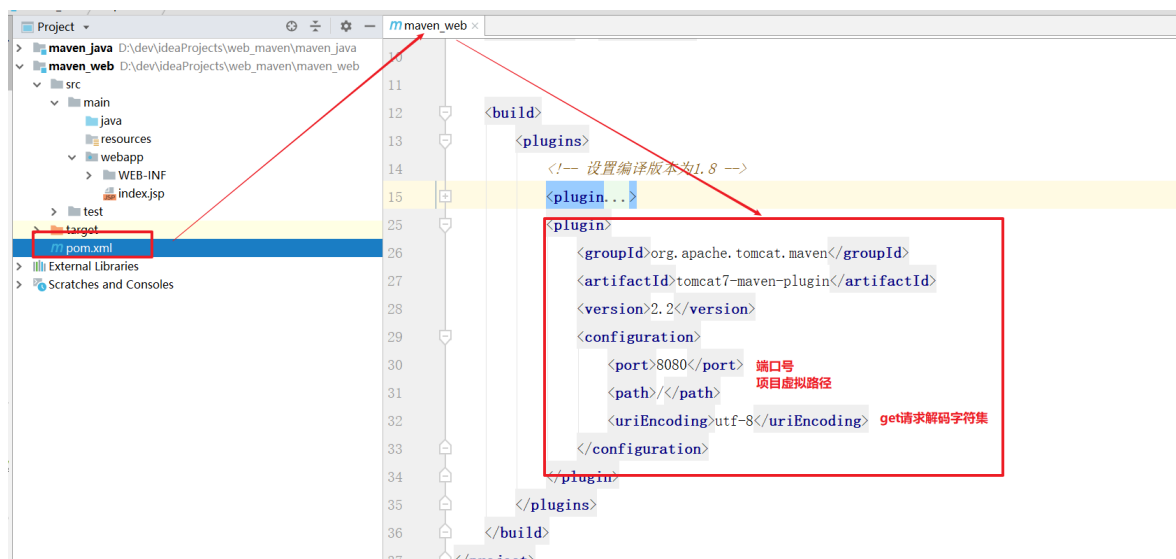 Project
maven_java D:\dev\ideaProjects\web_maven\maven_java
maven_web D:\dev\ideaProjects\web_maven\maven_web
src
main
java
resources
webapp
WEB-INF
index.jsp
test
target
pom.xml
External Libraries
Scratches and Consoles
maven_web
10
11
12 <build>
13 <plugins>
14 <!-- 设置编译版本为1.8 -->
15 <plugin...>
25 <plugin>
26 <groupId>org.apache.tomcat.maven</groupId>
27 <artifactId>tomcat7-maven-plugin</artifactId>
28 <version>2.2</version>
29 <configuration>
30 <port>8080</port> 端口号
31 <path>/</path> 项目虚拟路径
32 <uriEncoding>utf-8</uriEncoding> get请求解码字符集
33 </configuration>
34 </plugin>
35 </plugins>
36 </build>
37 </project>